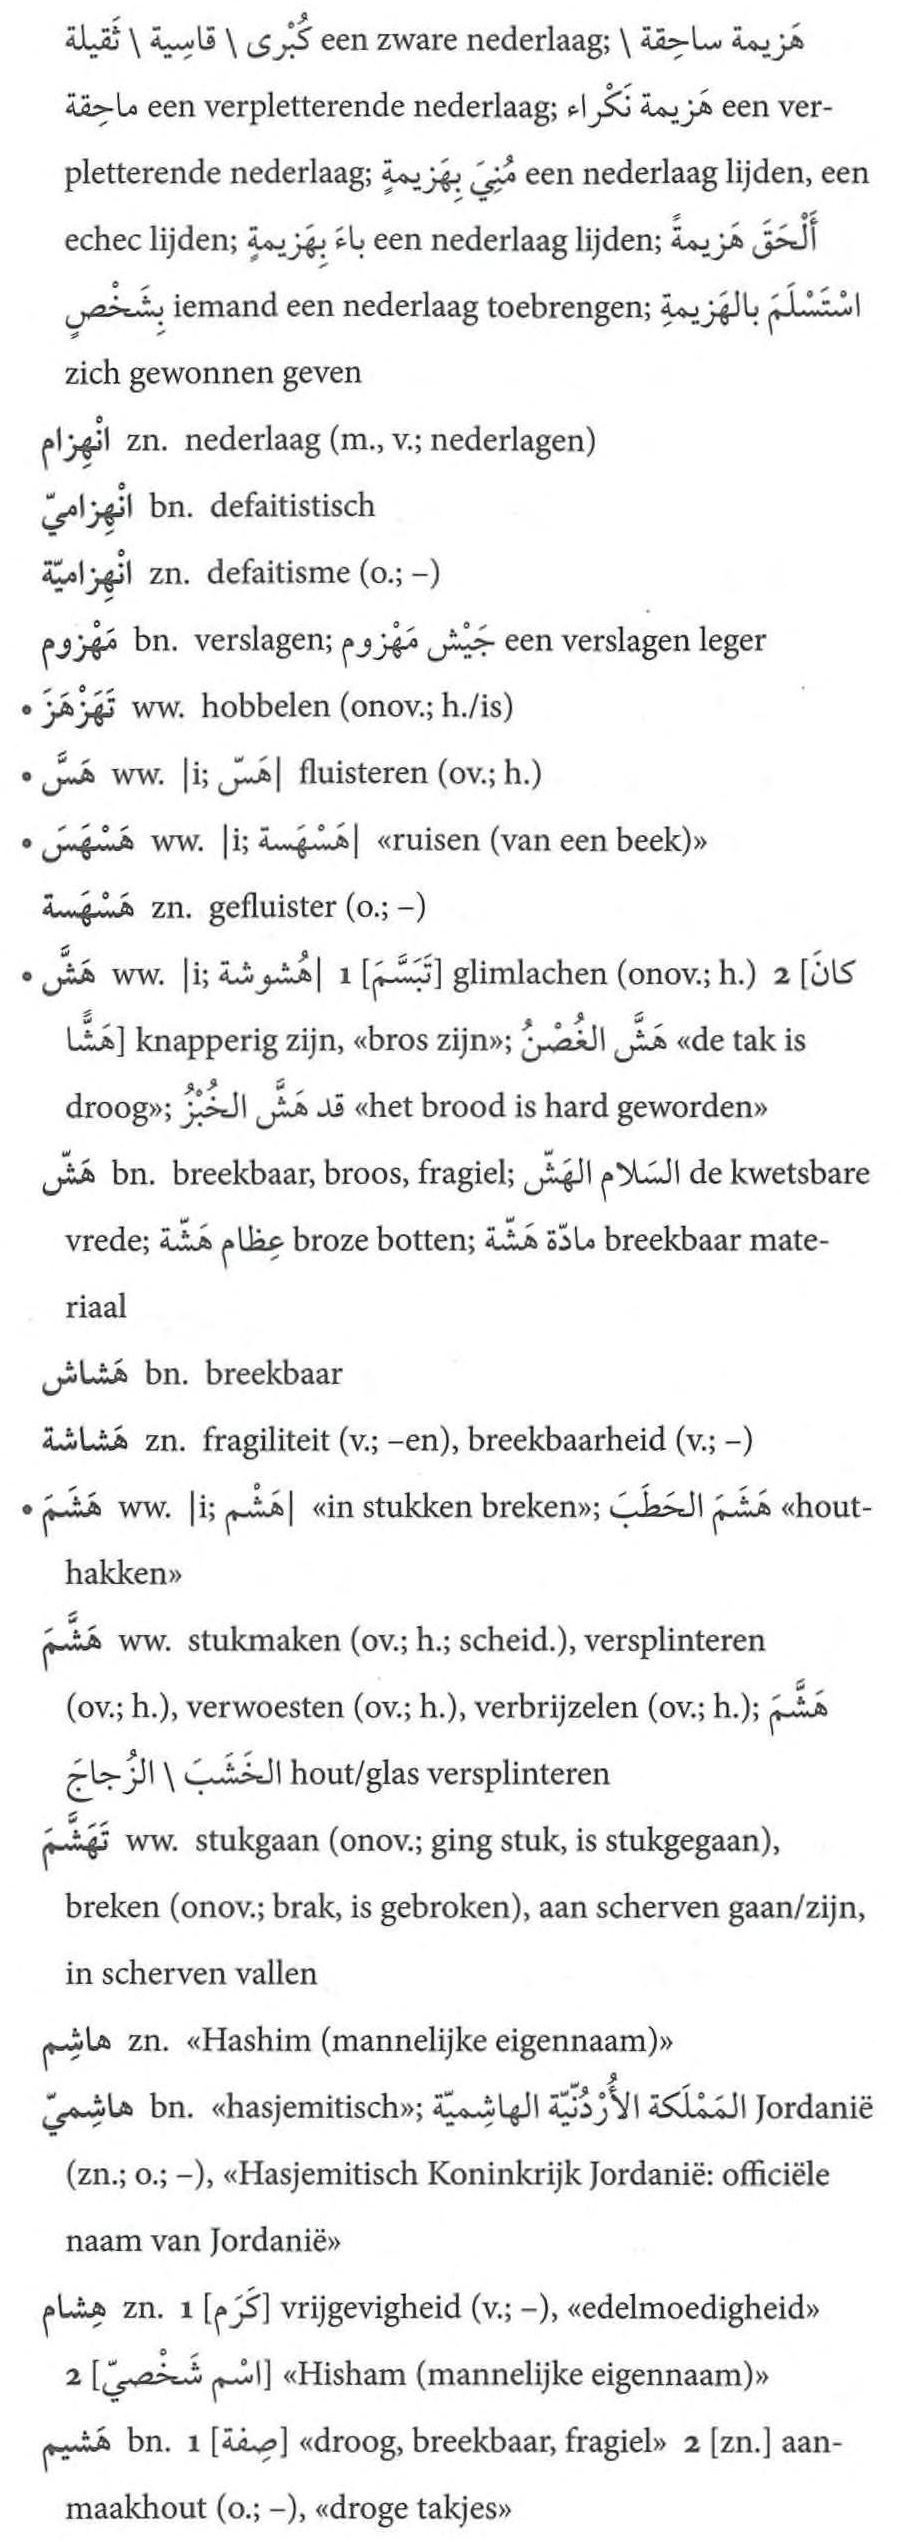 كُبْرى \ قاسِية \ ثَقيلة een zware nederlaag; هَزيمة ساحِقة \
ماحِقة een verpletterende nederlaag; هَزيمة نَكْراء een ver-
pletterende nederlaag; مُنِيَ بِهَزيمةٍ een nederlaag lijden, een
echec lijden; باءَ بِهَزيمةٍ een nederlaag lijden; أَلْحَقَ هَزيمةً
بِشَخْصٍ iemand een nederlaag toebrengen; اسْتَسْلَمَ بالهَزيمةِ
zich gewonnen geven
انْهِزام zn. nederlaag (m., v.; nederlagen)
انْهِزاميّ bn. defaitistisch
انْهِزاميّة zn. defaitisme (o.; –)
مَهْزوم bn. verslagen; جَيْش مَهْزوم een verslagen leger
• تَهَزْهَزَ ww. hobbelen (onov.; h./is)
• هَسَّ ww. |i; هَسّ| fluisteren (ov.; h.)
• هَسْهَسَ ww. |i; هَسْهَسة| «ruisen (van een beek)»
هَسْهَسة zn. gefluister (o.; –)
• هَشَّ ww. |i; هُشوشة| 1 [تَبَسَّمَ] glimlachen (onov.; h.) 2 [كانَ
هَشًّا] knapperig zijn, «bros zijn»; هَشَّ الغُصْنُ «de tak is
droog»; قد هَشَّ الخُبْزُ «het brood is hard geworden»
هَشّ bn. breekbaar, broos, fragiel; السَلام الهَشّ de kwetsbare
vrede; عِظام هَشّة broze botten; مادّة هَشّة breekbaar mate-
riaal
هَشاش bn. breekbaar
هَشاشة zn. fragiliteit (v.; –en), breekbaarheid (v.; –)
• هَشَمَ ww. |i; هَشْم| «in stukken breken»; هَشَمَ الحَطَبَ «hout-
hakken»
هَشَّمَ ww. stukmaken (ov.; h.; scheid.), versplinteren
(ov.; h.), verwoesten (ov.; h.), verbrijzelen (ov.; h.); هَشَّمَ
الخَشَبَ \ الزُجاجَ hout/glas versplinteren
تَهَشَّمَ ww. stukgaan (onov.; ging stuk, is stukgegaan),
breken (onov.; brak, is gebroken), aan scherven gaan/zijn,
in scherven vallen
هاشِم zn. «Hashim (mannelijke eigennaam)»
هاشِميّ bn. «hasjemitisch»; المَمْلَكة الأُرْدُنّيّة الهاشِميّة Jordanië
(zn.; o.; –), «Hasjemitisch Koninkrijk Jordanië: officiële
naam van Jordanië»
هِشام zn. 1 [كَرَم] vrijgevigheid (v.; –), «edelmoedigheid»
2 [اسْم شَخْصيّ] «Hisham (mannelijke eigennaam)»
هَشيم bn. 1 [صِفة] «droog, breekbaar, fragiel» 2 [zn.] aan-
maakhout (o.; –), «droge takjes»